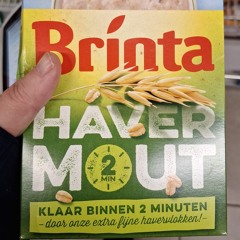 Brinta
HAVER
MOUT
2
MIN
KLAAR BINNEN 2 MINUTEN
-door onze extra fijne havervlokken!-